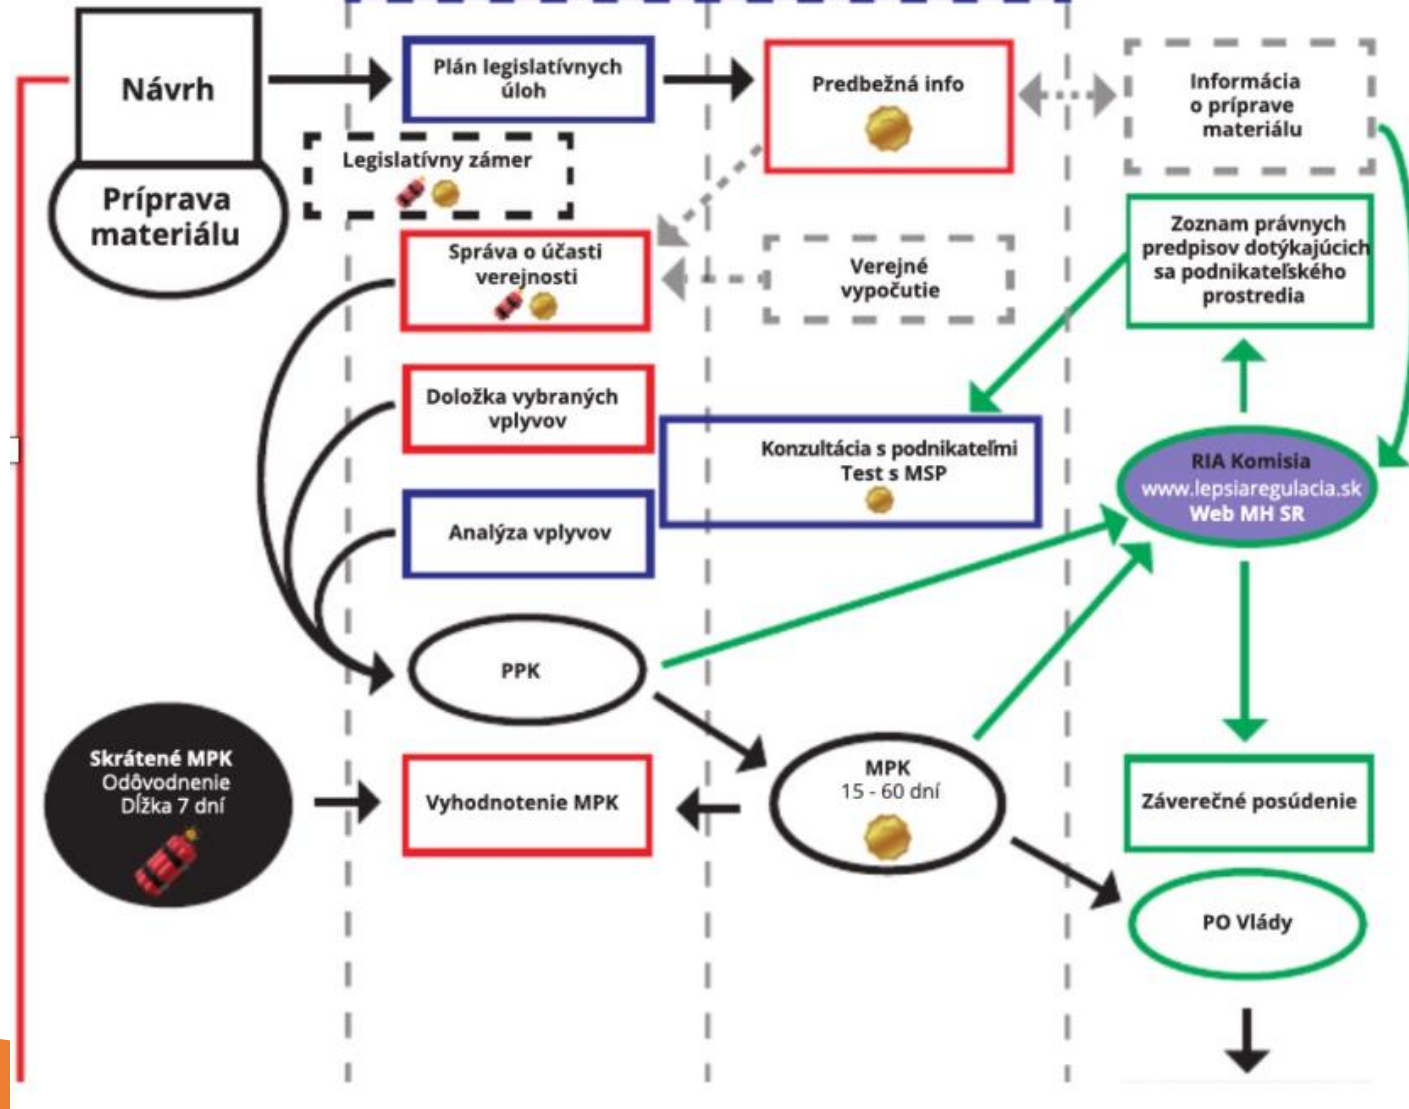 Návrh
Príprava
materiálu
Plán legislatívnych
úloh
Predbežná info
Informácia
o príprave
materiálu
Legislatívny zámer
Správa o účasti
verejnosti
Verejné
vypočutie
Zoznam právnych
predpisov dotýkajúcich
sa podnikateľského
prostredia
Doložka vybraných
vplyvov
Konzultácia s podnikateľmi
Test s MSP
RIA Komisia
www.lepsiaregulacia.sk
Web MH SR
Analýza vplyvov
PPK
Skrátené MPK
Odôvodnenie
Dĺžka 7 dní
Vyhodnotenie MPK
MPK
15 - 60 dní
Záverečné posúdenie
PO Vlády